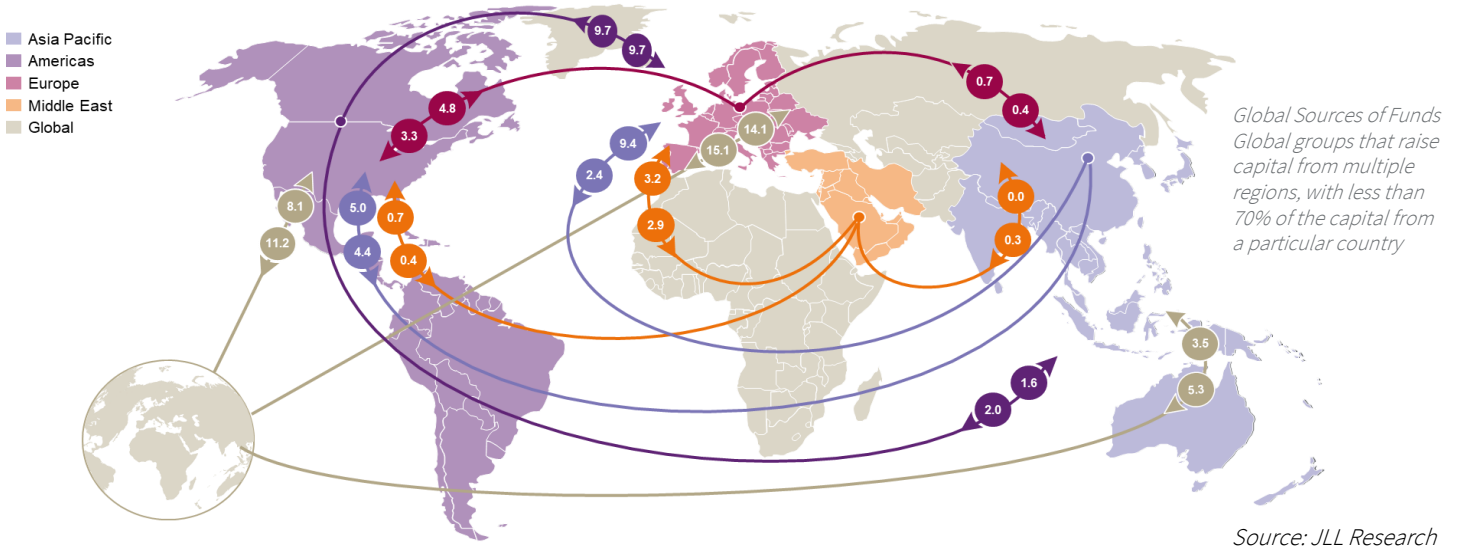 Asia Pacific
Americas
Europe
Middle East
Global
9.7
9.7
4.8
3.3
0.7
0.4
14.1
15.1
9.4
2.4
3.2
2.9
0.0
0.3
8.1
11.2
5.0
4.4
0.7
0.4
3.5
5.3
1.6
2.0
Global Sources of Funds
Global groups that raise
capital from multiple
regions, with less than
70% of the capital from
a particular country
Source: JLL Research